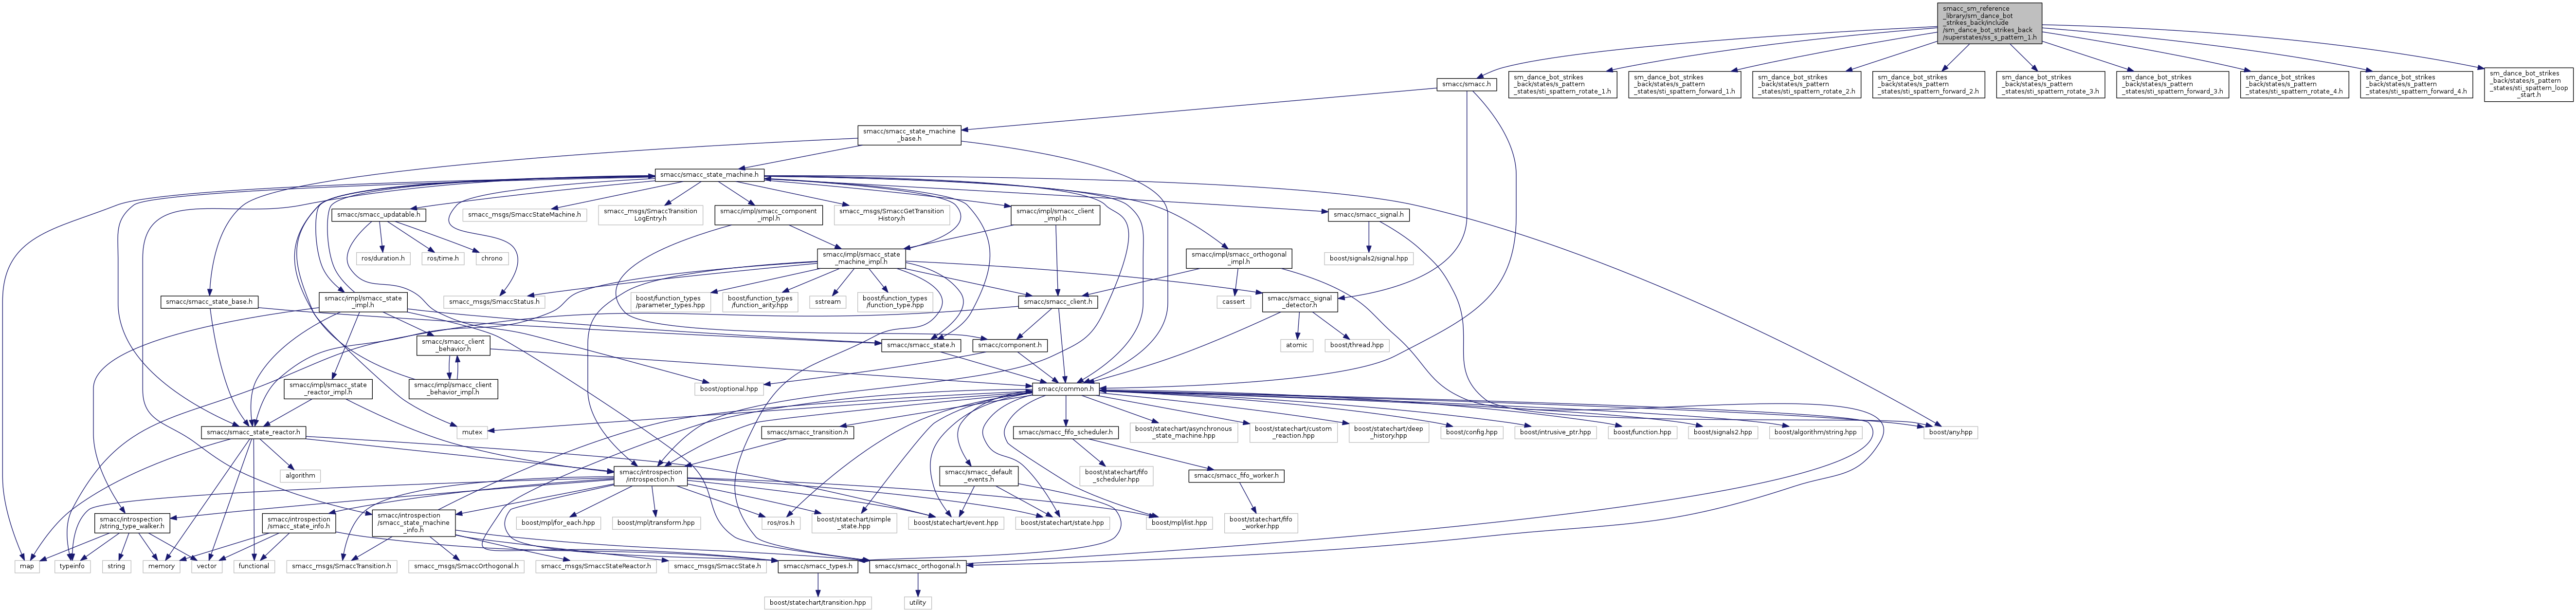 smacc_sm_reference
_library/sm_dance_bot
_strikes_back/include
/sm_dance_bot_strikes_back
/superstates/ss_s_pattern_1.h
smacc/smacc.h
sm_dance_bot_strikes
_back/states/s_pattern
_states/sti_spattern_rotate_1.h
sm_dance_bot_strikes
_back/states/s_pattern
_states/sti_spattern_forward_1.h
sm_dance_bot_strikes
_back/states/s_pattern
_states/sti_spattern_rotate_2.h
sm_dance_bot_strikes
_back/states/s_pattern
_states/sti_spattern_forward_2.h
sm_dance_bot_strikes
_back/states/s_pattern
_states/sti_spattern_rotate_3.h
sm_dance_bot_strikes
_back/states/s_pattern
_states/sti_spattern_forward_3.h
sm_dance_bot_strikes
_back/states/s_pattern
_states/sti_spattern_rotate_4.h
sm_dance_bot_strikes
_back/states/s_pattern
_states/sti_spattern_forward_4.h
sm_dance_bot_strikes
_back/states/s_pattern
_states/sti_spattern_loop
_start.h
smacc/smacc_state_machine
_base.h
smacc/smacc_state_machine.h
smacc/smacc_updatable.h
smacc_msgs/SmaccStateMachine.h
smacc_msgs/SmaccTransition
LogEntry.h
smacc/impl/smacc_component
_impl.h
smacc_msgs/SmaccGetTransition
History.h
smacc/impl/smacc_client
_impl.h
smacc/smacc_signal.h
ros/duration.h
ros/time.h
chrono
smacc/impl/smacc_state
_machine_impl.h
smacc/impl/smacc_orthogonal
_impl.h
boost/signals2/signal.hpp
smacc/smacc_state_base.h
smacc/impl/smacc_state
_impl.h
smacc_msgs/SmaccStatus.h
boost/function_types
/parameter_types.hpp
boost/function_types
/function_arity.hpp
sstream
boost/function_types
/function_type.hpp
smacc/smacc_client.h
cassert
smacc/smacc_signal
_detector.h
smacc/smacc_client
_behavior.h
smacc/smacc_state.h
smacc/component.h
atomic
boost/thread.hpp
smacc/impl/smacc_state
_reactor_impl.h
smacc/impl/smacc_client
_behavior_impl.h
boost/optional.hpp
smacc/common.h
smacc/smacc_state_reactor.h
mutex
smacc/smacc_transition.h
smacc/smacc_fifo_scheduler.h
boost/statechart/asynchronous
_state_machine.hpp
boost/statechart/custom
_reaction.hpp
boost/statechart/deep
_history.hpp
boost/config.hpp
boost/intrusive_ptr.hpp
boost/function.hpp
boost/signals2.hpp
boost/algorithm/string.hpp
boost/any.hpp
algorithm
smacc/introspection
/introspection.h
smacc/smacc_default
_events.h
boost/statechart/fifo
_scheduler.hpp
smacc/smacc_fifo_worker.h
smacc/introspection
/string_type_walker.h
smacc/introspection
/smacc_state_info.h
smacc/introspection
/smacc_state_machine
_info.h
boost/mpl/for_each.hpp
boost/mpl/transform.hpp
ros/ros.h
boost/statechart/simple
_state.hpp
boost/statechart/event.hpp
boost/statechart/state.hpp
boost/mpl/list.hpp
boost/statechart/fifo
_worker.hpp
map
typeinfo
string
memory
vector
functional
smacc_msgs/SmaccTransition.h
smacc_msgs/SmaccOrthogonal.h
smacc_msgs/SmaccStateReactor.h
smacc_msgs/SmaccState.h
smacc/smacc_types.h
smacc/smacc_orthogonal.h
boost/statechart/transition.hpp
utility